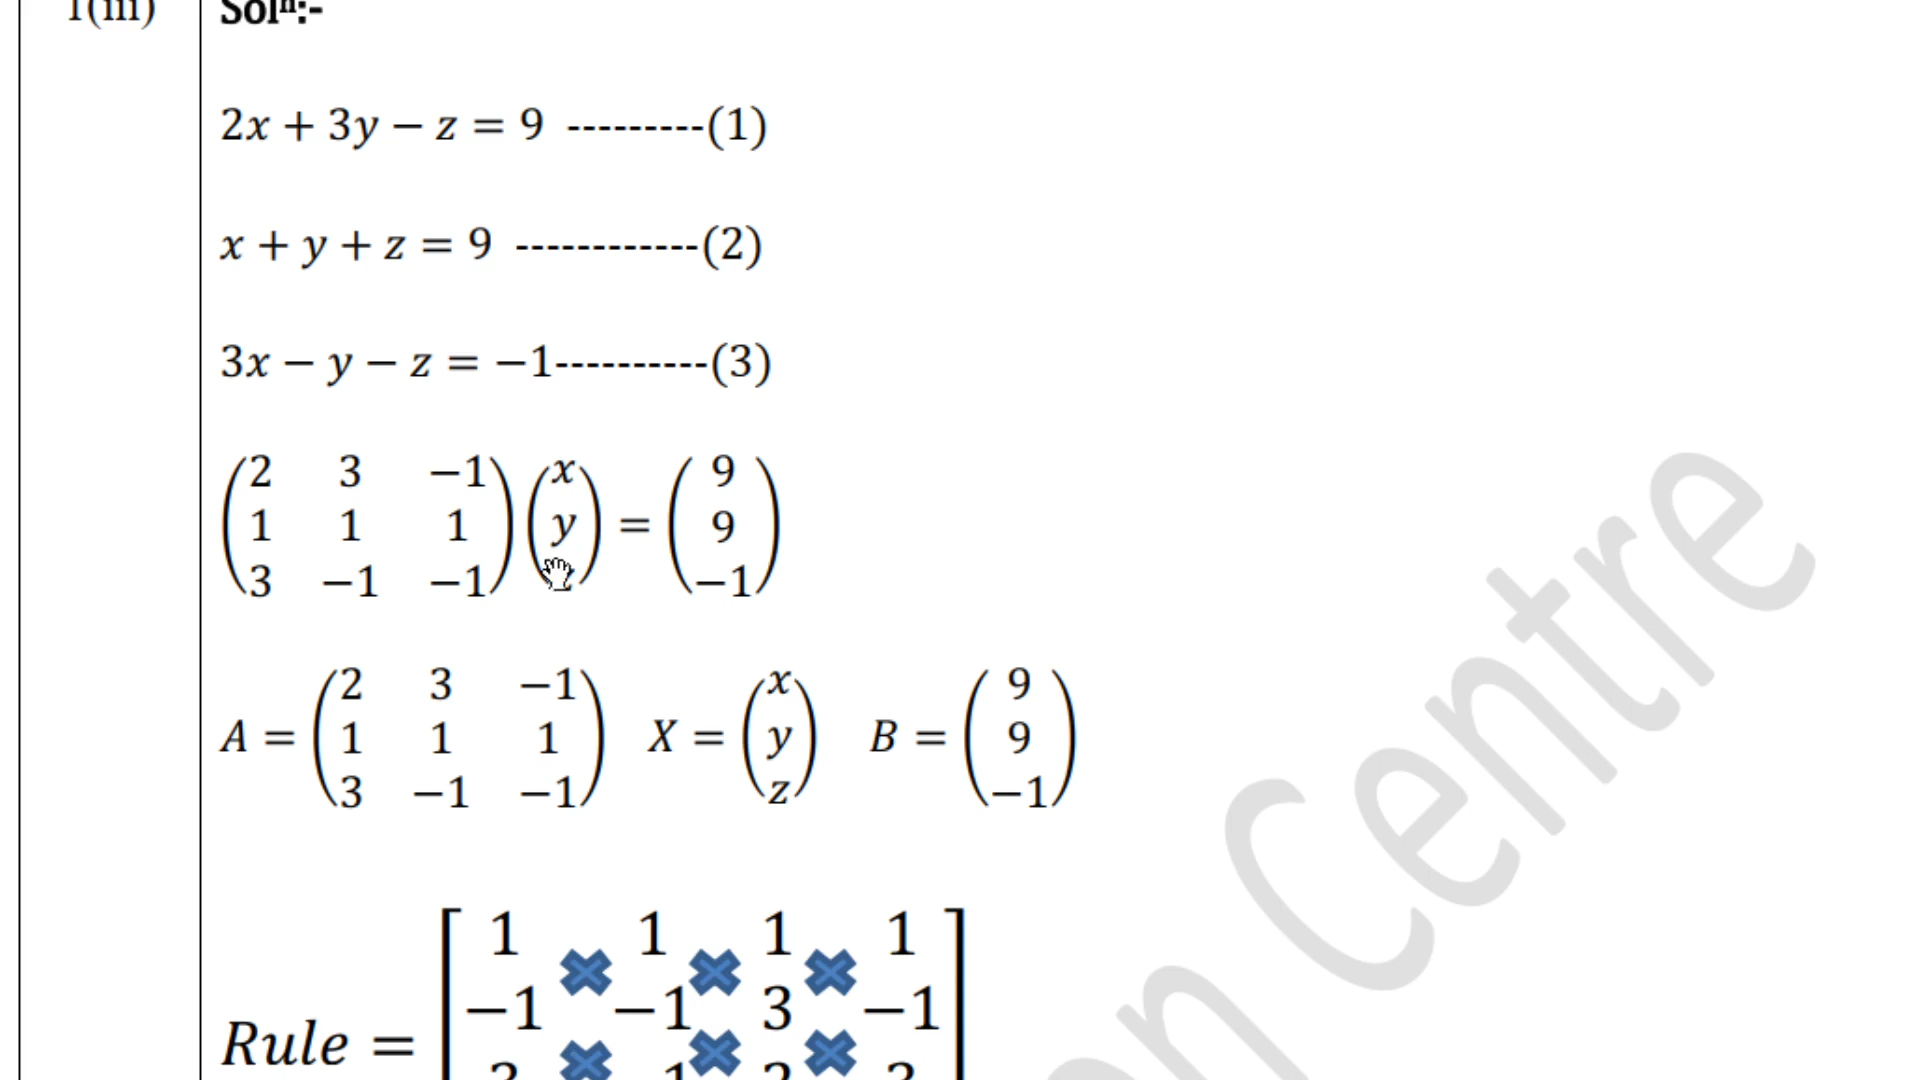 1(iii)
Solⁿ:-
2x + 3y − z = 9 ---------(1)
x + y + z = 9 ------------(2)
3x − y − z = −1----------(3)
(2 3 −1) (x) = (9)
(1 1 1) (y) (9)
(3 −1 −1) (−1)
A = (2 3 −1) X = (x) B = (9)
(1 1 1) (y) (9)
(3 −1 −1) (z) (−1)
Rule = [1 1 1 1]
−1 −1 3 −1
Centre